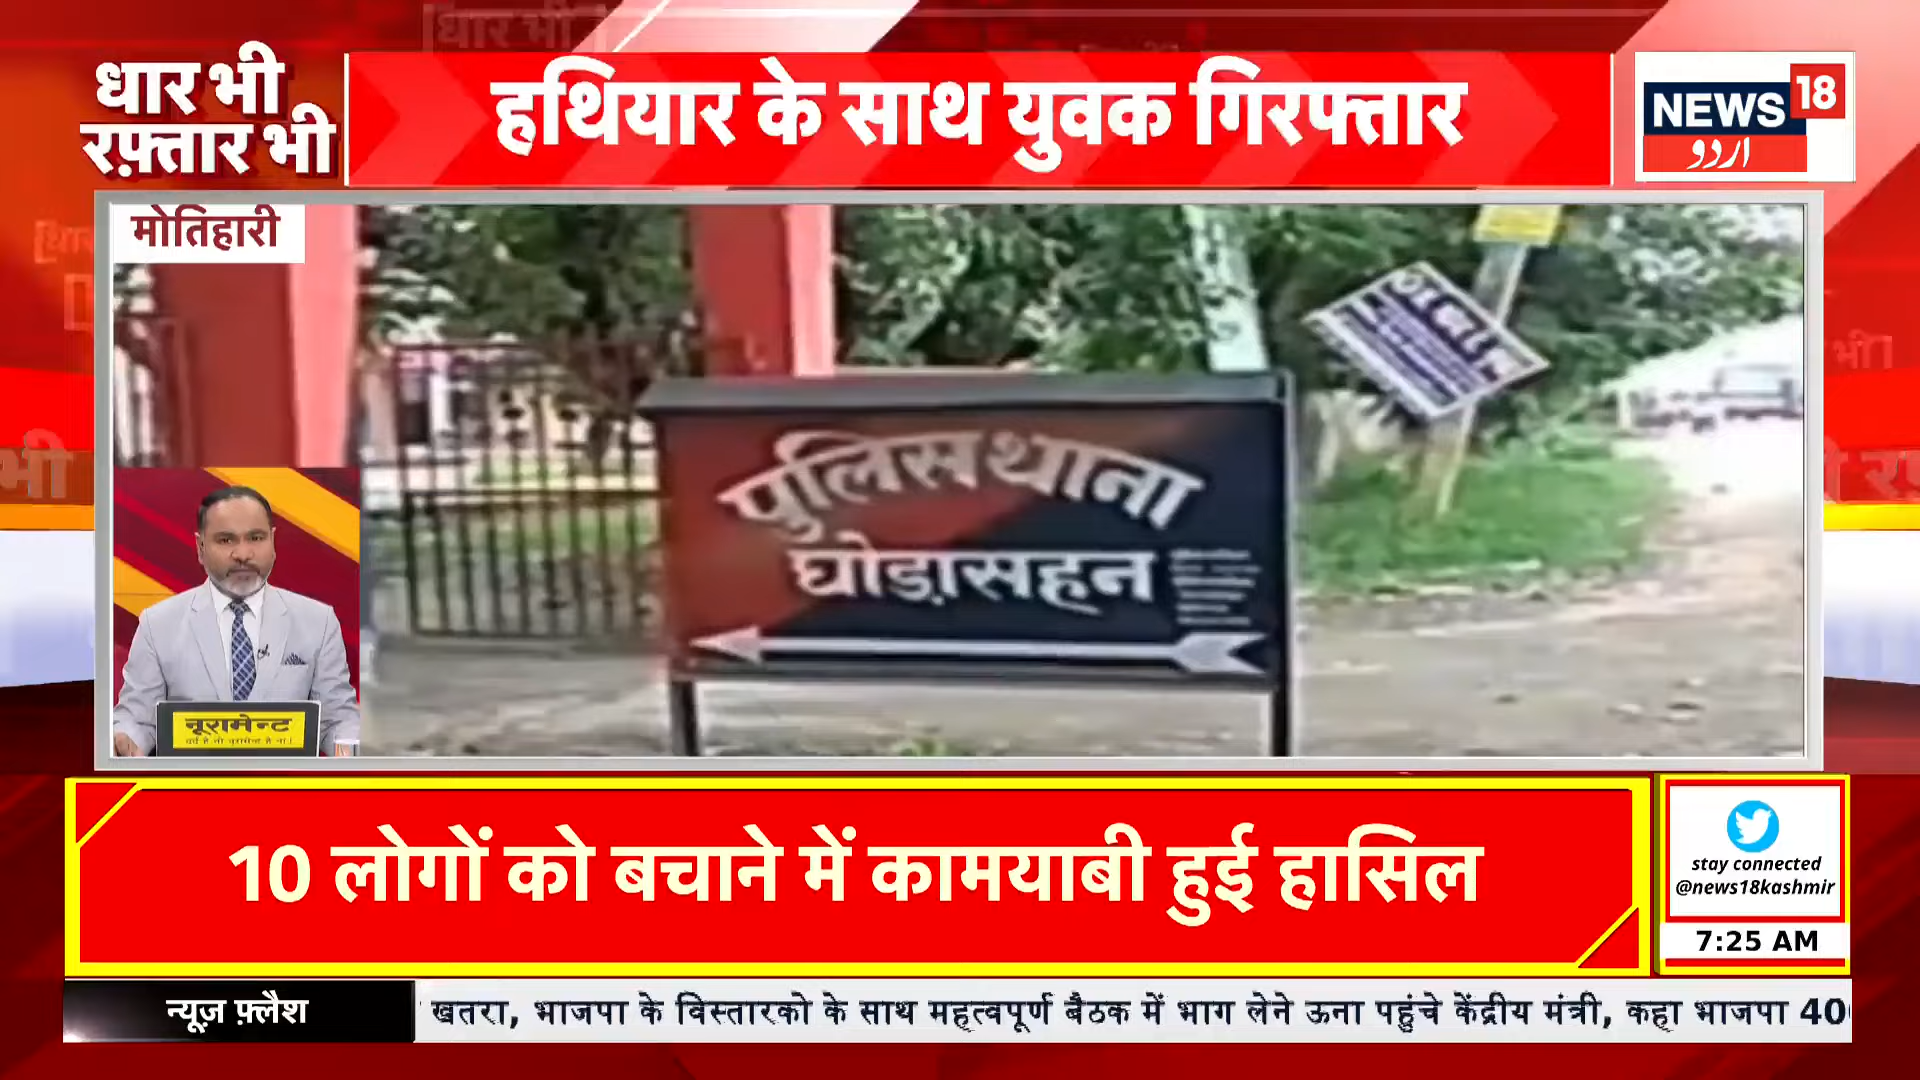 धार भी
रफ़्तार भी
हथियार के साथ युवक गिरफ्तार
NEWS 18
اردو
मोतिहारी
पुलिस थाना
घोड़ासहन
नूरामेन्ट
दर्द है तो नूरामेन्ट है ना!
10 लोगों को बचाने में कामयाबी हुई हासिल
stay connected
@news18kashmir
7:25 AM
न्यूज़ फ़्लैश
खतरा, भाजपा के विस्तारको के साथ महत्वपूर्ण बैठक में भाग लेने ऊना पहुंचे केंद्रीय मंत्री, कहा भाजपा 40